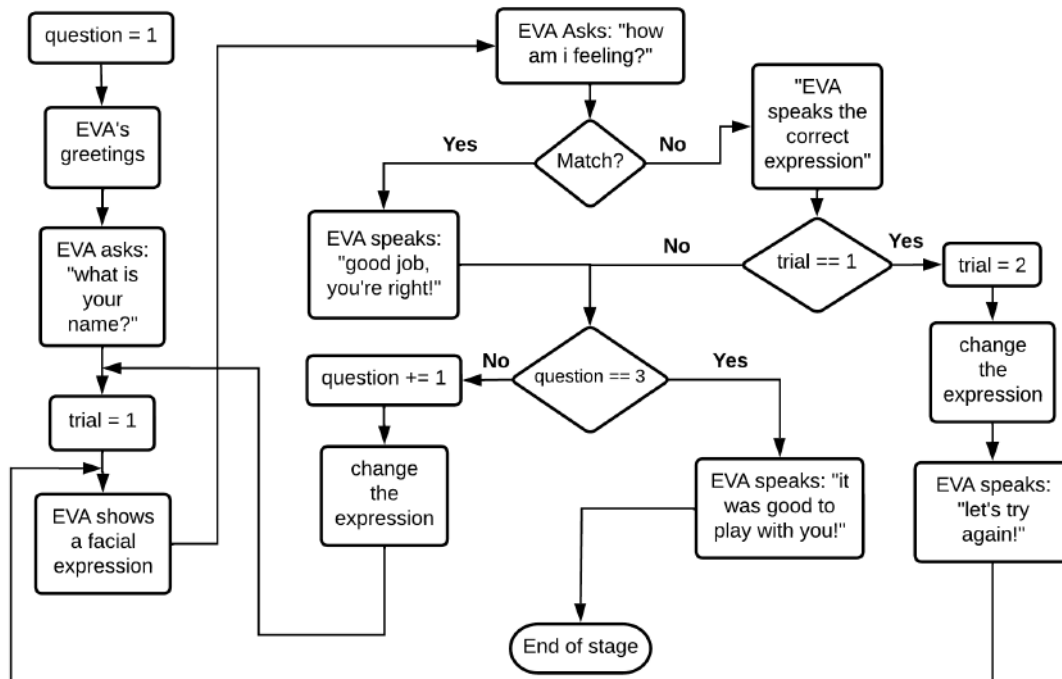 question = 1
EVA's
greetings
EVA asks:
"what is
your
name?"
trial = 1
EVA shows
a facial
expression
EVA Asks: "how
am i feeling?"
Match?
Yes
No
"EVA
speaks the
correct
expression"
EVA speaks:
"good job,
you're right!"
trial == 1
No
Yes
trial = 2
change
the
expression
EVA speaks:
"let's try
again!"
question == 3
No
Yes
question += 1
change
the
expression
EVA speaks: "it
was good to
play with you!"
End of stage